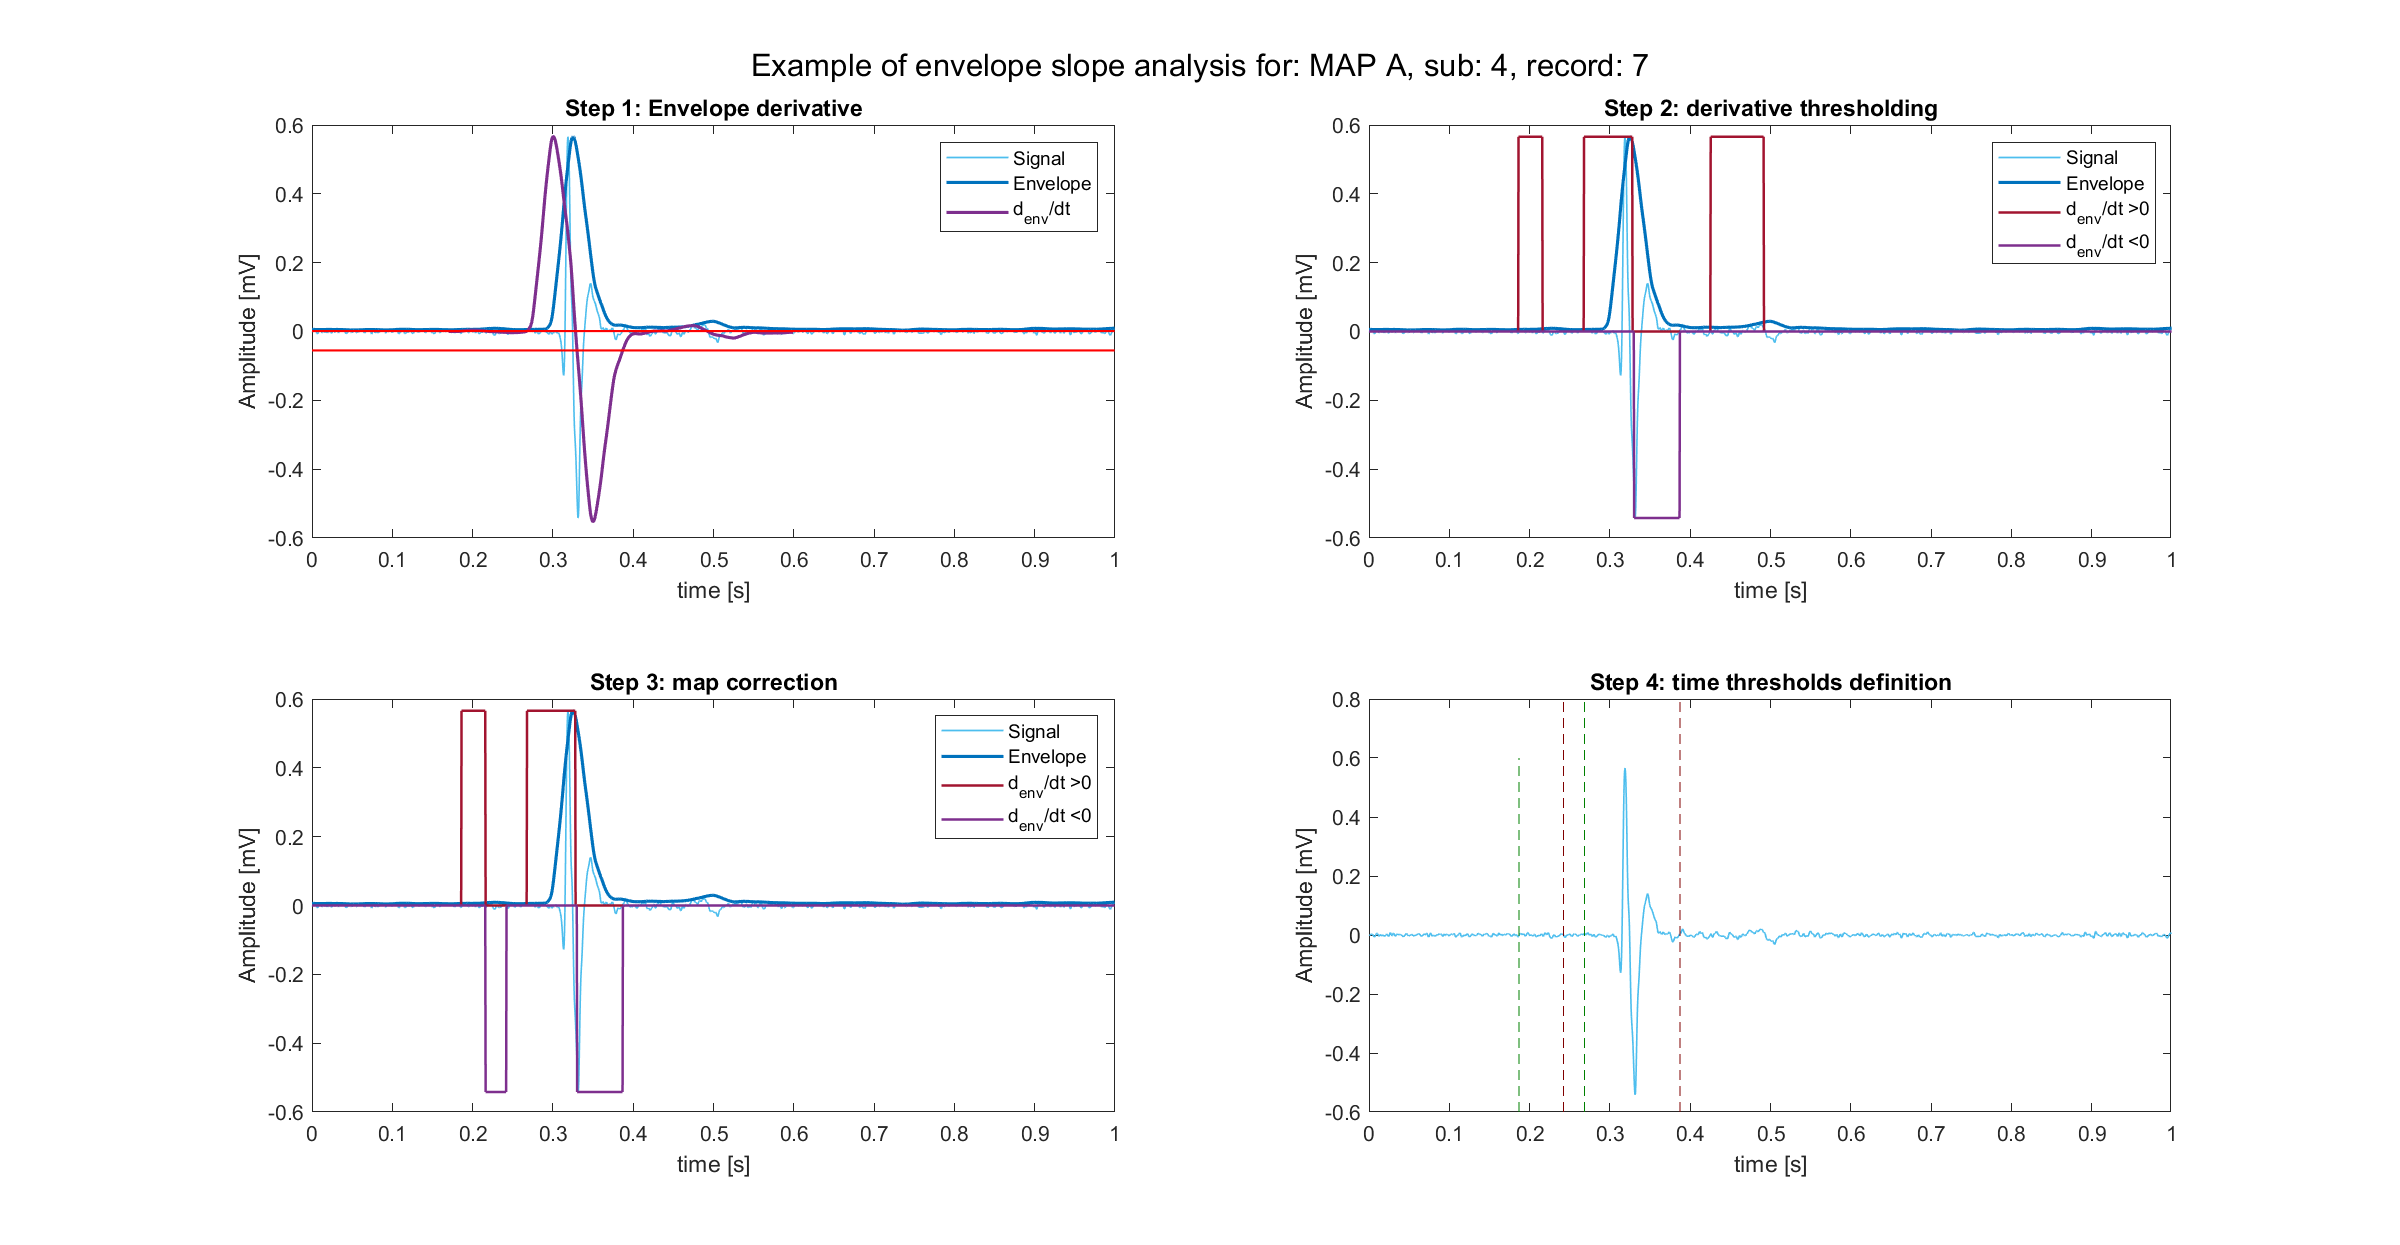 Example of envelope slope analysis for: MAP A, sub: 4, record: 7
Step 1: Envelope derivative
0.6
0.4
0.2
0
-0.2
-0.4
-0.6
Amplitude [mV]
0 0.1 0.2 0.3 0.4 0.5 0.6 0.7 0.8 0.9 1
time [s]
Signal
Envelope
d_env/dt
Step 2: derivative thresholding
0.6
0.4
0.2
0
-0.2
-0.4
-0.6
Amplitude [mV]
0 0.1 0.2 0.3 0.4 0.5 0.6 0.7 0.8 0.9 1
time [s]
Signal
Envelope
d_env/dt >0
d_env/dt <0
Step 3: map correction
0.6
0.4
0.2
0
-0.2
-0.4
-0.6
Amplitude [mV]
0 0.1 0.2 0.3 0.4 0.5 0.6 0.7 0.8 0.9 1
time [s]
Signal
Envelope
d_env/dt >0
d_env/dt <0
Step 4: time thresholds definition
0.8
0.6
0.4
0.2
0
-0.2
-0.4
-0.6
Amplitude [mV]
0 0.1 0.2 0.3 0.4 0.5 0.6 0.7 0.8 0.9 1
time [s]